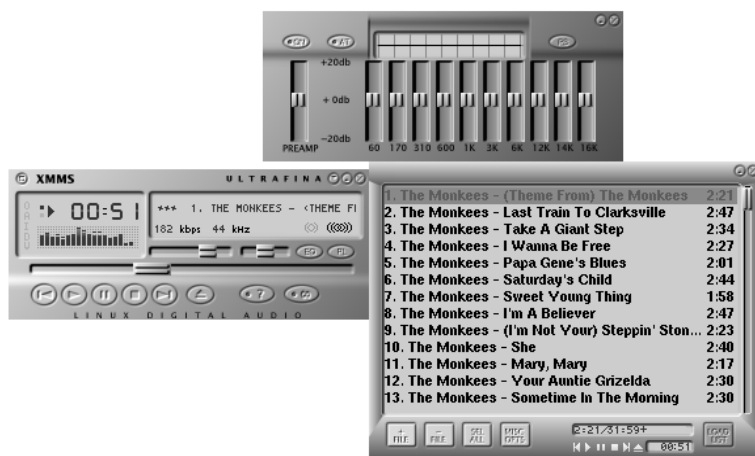 ON AT PS
+20db
+ 0db
−20db
PREAMP 60 170 310 600 1K 3K 6K 12K 14K 16K
XMMS ULTRAFINA
O A I D U
00:51
*** 1. THE MONKEES - <THEME FI
182 kbps 44 kHz
EQ PL
LINUX DIGITAL AUDIO
1. The Monkees - (Theme From) The Monkees 2:21
2. The Monkees - Last Train To Clarksville 2:47
3. The Monkees - Take A Giant Step 2:34
4. The Monkees - I Wanna Be Free 2:27
5. The Monkees - Papa Gene's Blues 2:01
6. The Monkees - Saturday's Child 2:44
7. The Monkees - Sweet Young Thing 1:58
8. The Monkees - I'm A Believer 2:47
9. The Monkees - (I'm Not Your) Steppin' Ston... 2:23
10. The Monkees - She 2:40
11. The Monkees - Mary, Mary 2:17
12. The Monkees - Your Auntie Grizelda 2:30
13. The Monkees - Sometime In The Morning 2:30
+ FILE - FILE SEL ALL MISC OPTS 2:21/31:59+ LOAD LIST
00:51